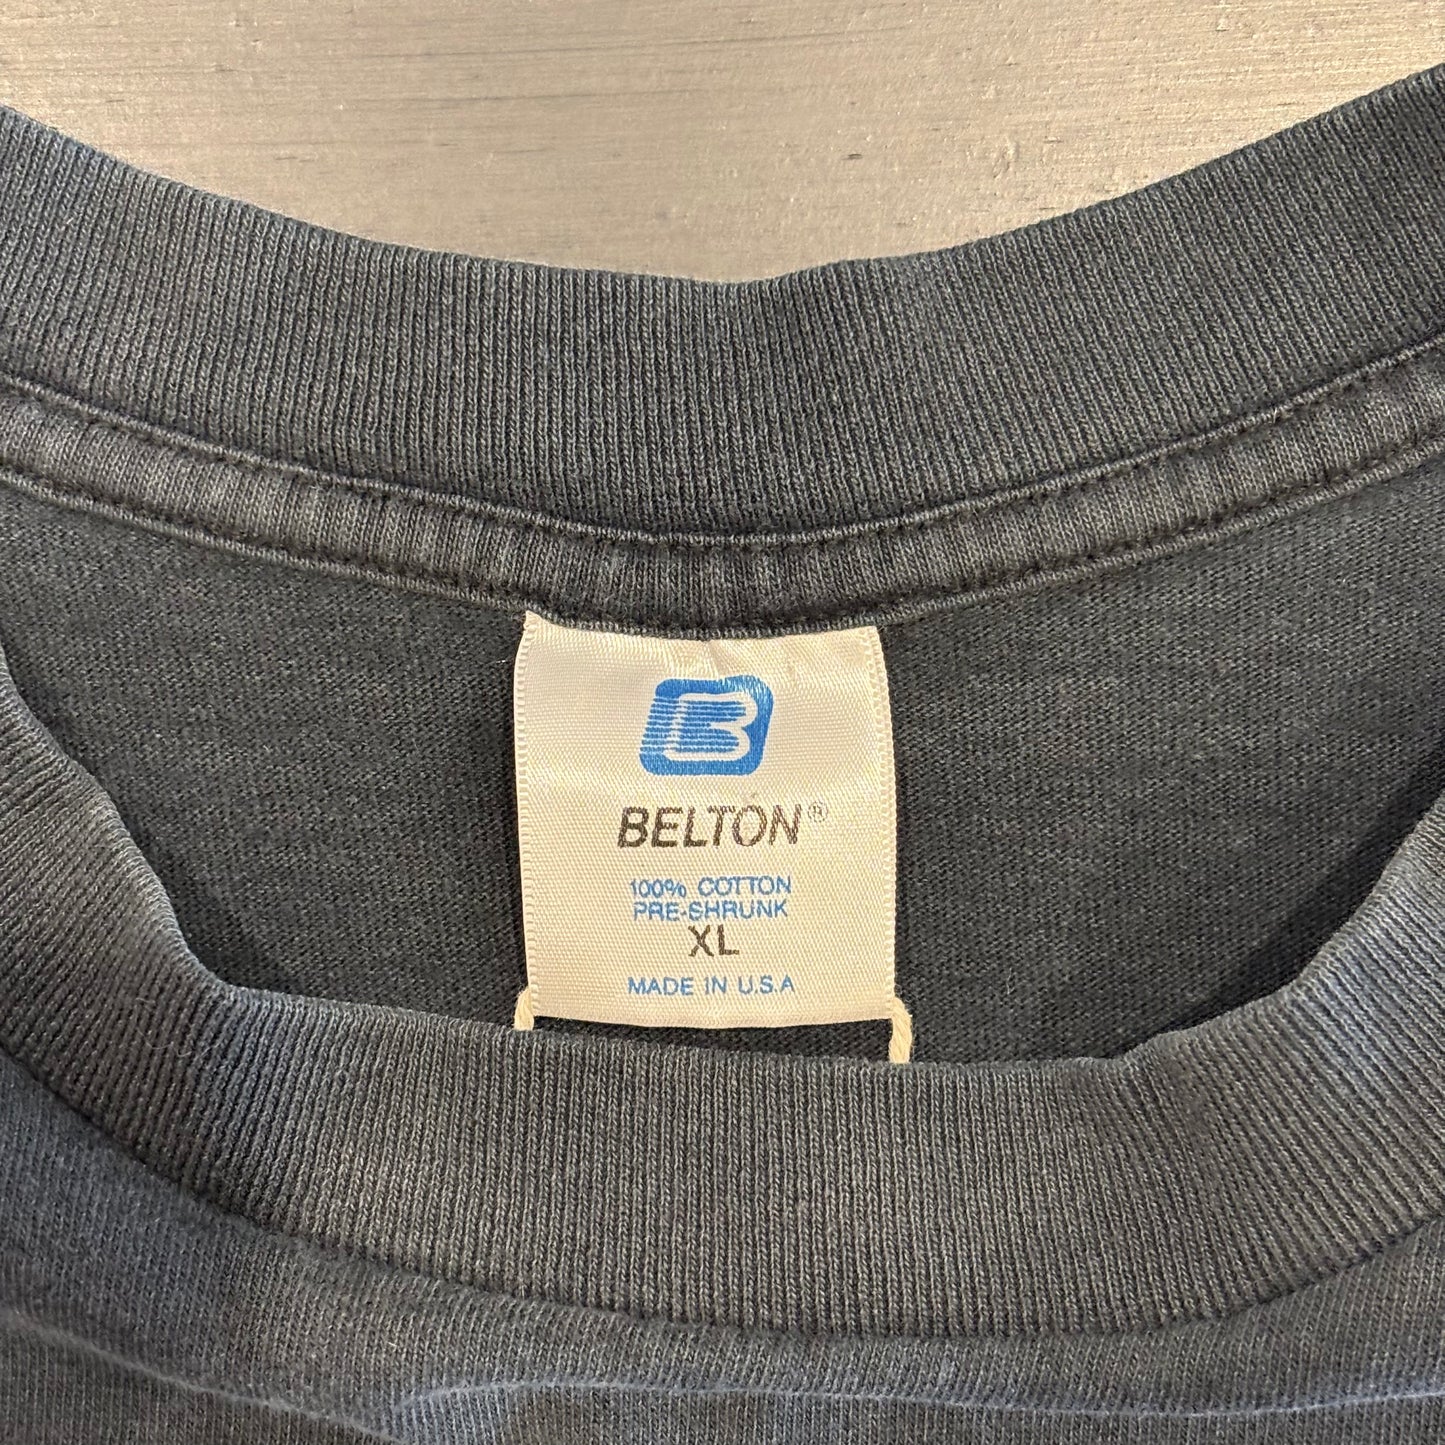 B
BELTON®
100% COTTON
PRE-SHRUNK
XL
MADE IN U.S.A